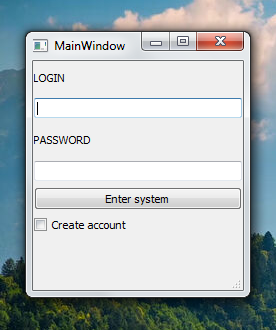 MainWindow
LOGIN
PASSWORD
Enter system
Create account